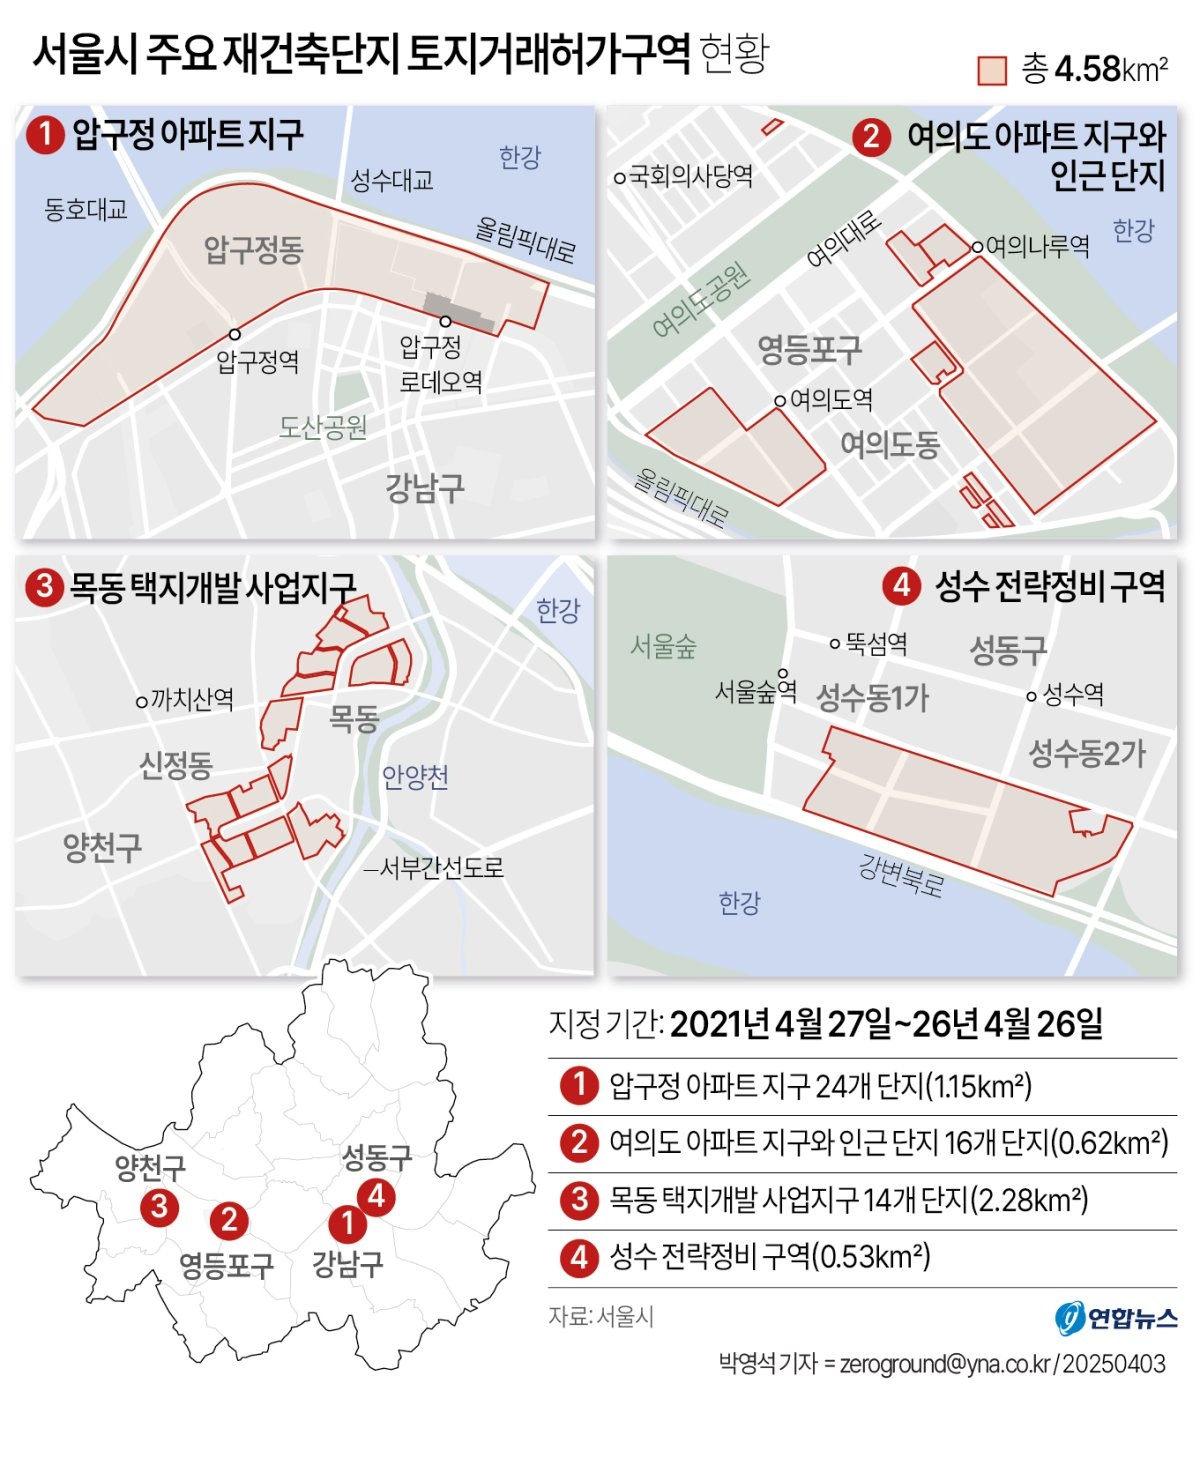 서울시 주요 재건축단지 토지거래허가구역 현황
총 4.58km²
1 압구정 아파트 지구
한강
성수대교
동호대교
올림픽대로
압구정동
압구정역
압구정
로데오역
도산공원
강남구
2 여의도 아파트 지구와
인근 단지
국회의사당역
한강
여의대로
여의나루역
여의도공원
영등포구
여의도역
여의도동
올림픽대로
3 목동 택지개발 사업지구
한강
까치산역
목동
신정동
안양천
양천구
서부간선도로
4 성수 전략정비 구역
서울숲
뚝섬역
성동구
서울숲역
성수동1가
성수역
성수동2가
강변북로
한강
양천구
3
2
영등포구
성동구
4
1
강남구
지정 기간: 2021년 4월 27일~26년 4월 26일
1 압구정 아파트 지구 24개 단지(1.15km²)
2 여의도 아파트 지구와 인근 단지 16개 단지(0.62km²)
3 목동 택지개발 사업지구 14개 단지(2.28km²)
4 성수 전략정비 구역(0.53km²)
자료: 서울시
y 연합뉴스
박영석 기자 = zeroground@yna.co.kr / 20250403